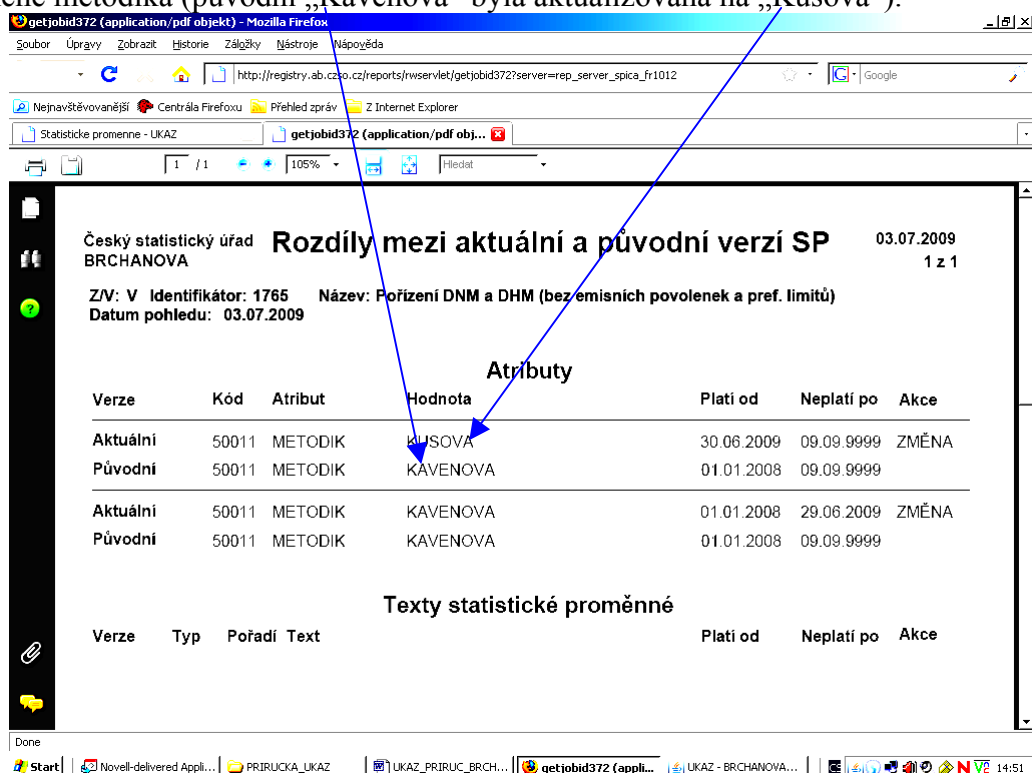 metodika (původní „Kavenova" byla aktualizována na „Kusova").
getjobid372 (application/pdf objekt) - Mozilla Firefox
Soubor Úpravy Zobrazit Historie Záložky Nástroje Nápověda
http://registry.ab.czso.cz/reports/rwservlet/getjobid372?server=rep_server_spica_fr1012 Google
Nejnavštěvovanější Centrála Firefoxu Přehled zpráv Z Internet Explorer
Statisticke promenne - UKAZ getjobid372 (application/pdf obj...
1 / 1 105% Hledat
Český statistický úřad Rozdíly mezi aktuální a původní verzí SP 03.07.2009
BRCHANOVA 1 z 1
Z/V: V Identifikátor: 1765 Název: Pořízení DNM a DHM (bez emisních povolenek a pref. limitů)
Datum pohledu: 03.07.2009
Atributy
Verze Kód Atribut Hodnota Platí od Neplatí po Akce
Aktuální 50011 METODIK KUSOVA 30.06.2009 09.09.9999 ZMĚNA
Původní 50011 METODIK KAVENOVA 01.01.2008 09.09.9999
Aktuální 50011 METODIK KAVENOVA 01.01.2008 29.06.2009 ZMĚNA
Původní 50011 METODIK KAVENOVA 01.01.2008 09.09.9999
Texty statistické proměnné
Verze Typ Pořadí Text Platí od Neplatí po Akce
Done
Start Novell-delivered Appli... PRIRUCKA_UKAZ UKAZ_PRIRUC_BRCH... getjobid372 (appli... UKAZ - BRCHANOVA... CS 14:51